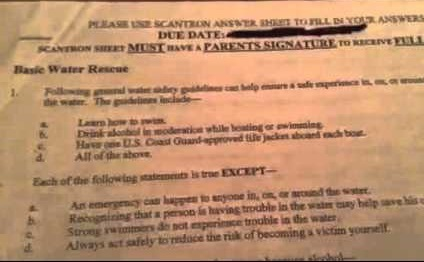 PLEASE USE SCANTRON ANSWER SHEET TO FILL IN YOUR ANSWERS
DUE DATE:
SCANTRON SHEET MUST HAVE A PARENTS SIGNATURE TO RECEIVE FULL
Basic Water Rescue
1. Following general water safety guidelines can help ensure a safe experience in, on, or around
the water. The guidelines include—
a. Learn how to swim.
b. Drink alcohol in moderation while boating or swimming.
c. Have one U.S. Coast Guard-approved life jacket aboard each boat.
d. All of the above.
Each of the following statements is true EXCEPT—
a. An emergency can happen to anyone in, on, or around the water.
b. Recognizing that a person is having trouble in the water may help save his
c. Strong swimmers do not experience trouble in the water.
d. Always act safely to reduce the risk of becoming a victim yourself.
alcohol—